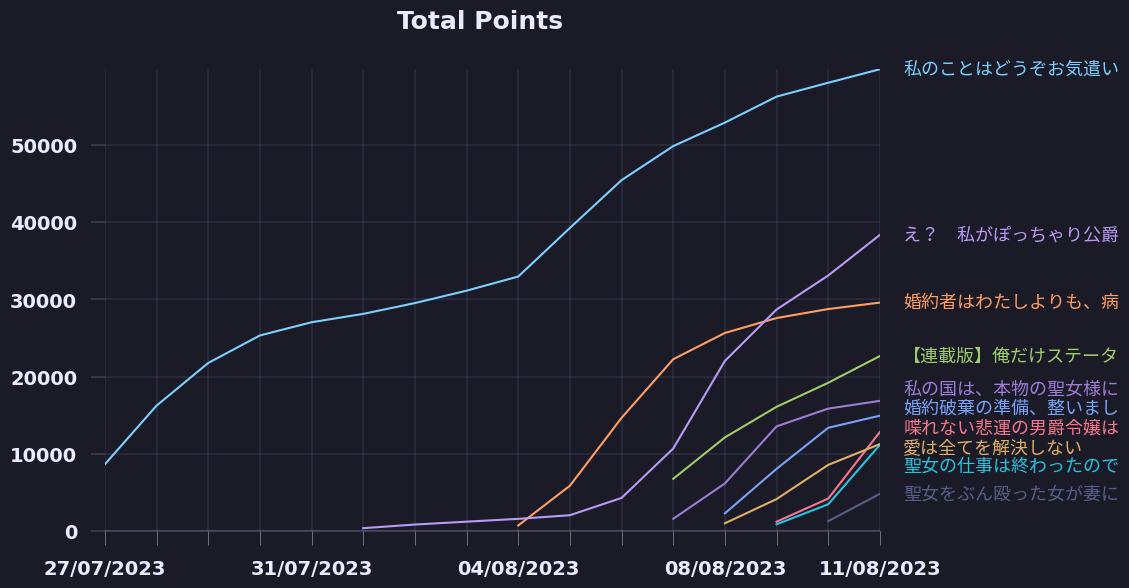 Total Points
私のことはどうぞお気遣い
50000
40000
え？　私がぽっちゃり公爵
30000
婚約者はわたしよりも、病
【連載版】俺だけステータ
20000
私の国は、本物の聖女様に
婚約破棄の準備、整いまし
喋れない悲運の男爵令嬢は
10000
愛は全てを解決しない
聖女の仕事は終わったので
聖女をぶん殴った女が妻に
0
27/07/2023
31/07/2023
04/08/2023
08/08/2023
11/08/2023